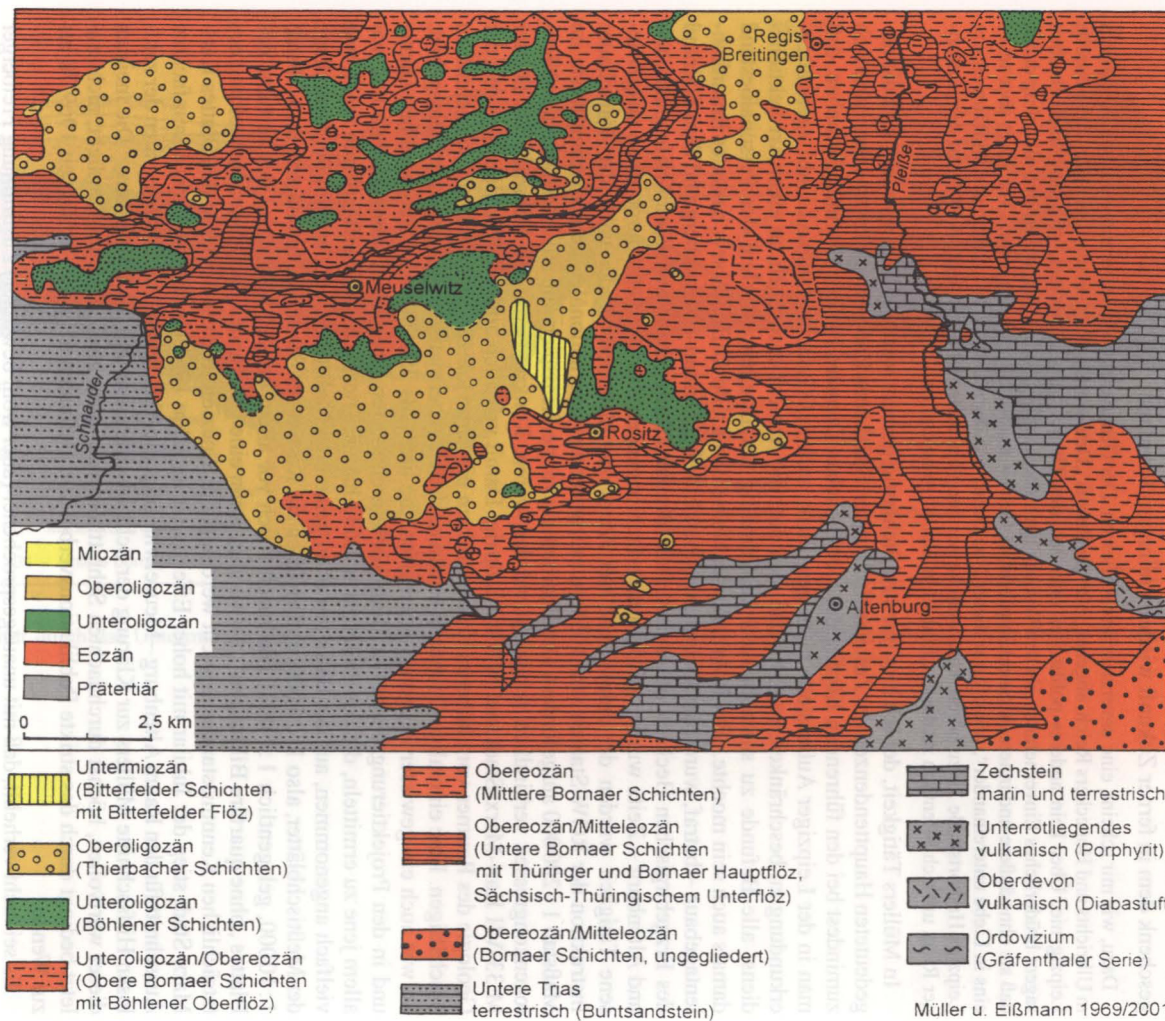 Regis
Breitingen
Pleiße
Meuselwitz
Schnauder
Rositz
Altenburg
Miozän
Oberoligozän
Unteroligozän
Eozän
Prätertiär
0 2,5 km
Untermiozän
(Bitterfelder Schichten
mit Bitterfelder Flöz)
Oberoligozän
(Thierbacher Schichten)
Unteroligozän
(Böhlener Schichten)
Unteroligozän/Obereozän
(Obere Bornaer Schichten
mit Böhlener Oberflöz)
Obereozän
(Mittlere Bornaer Schichten)
Obereozän/Mitteleozän
(Untere Bornaer Schichten
mit Thüringer und Bornaer Hauptflöz,
Sächsisch-Thüringischem Unterflöz)
Obereozän/Mitteleozän
(Bornaer Schichten, ungegliedert)
Untere Trias
terrestrisch (Buntsandstein)
Zechstein
marin und terrestrisch
Unterrotliegendes
vulkanisch (Porphyrit)
Oberdevon
vulkanisch (Diabastuff
Ordovizium
(Gräfenthaler Serie)
Müller u. Eißmann 1969/2001